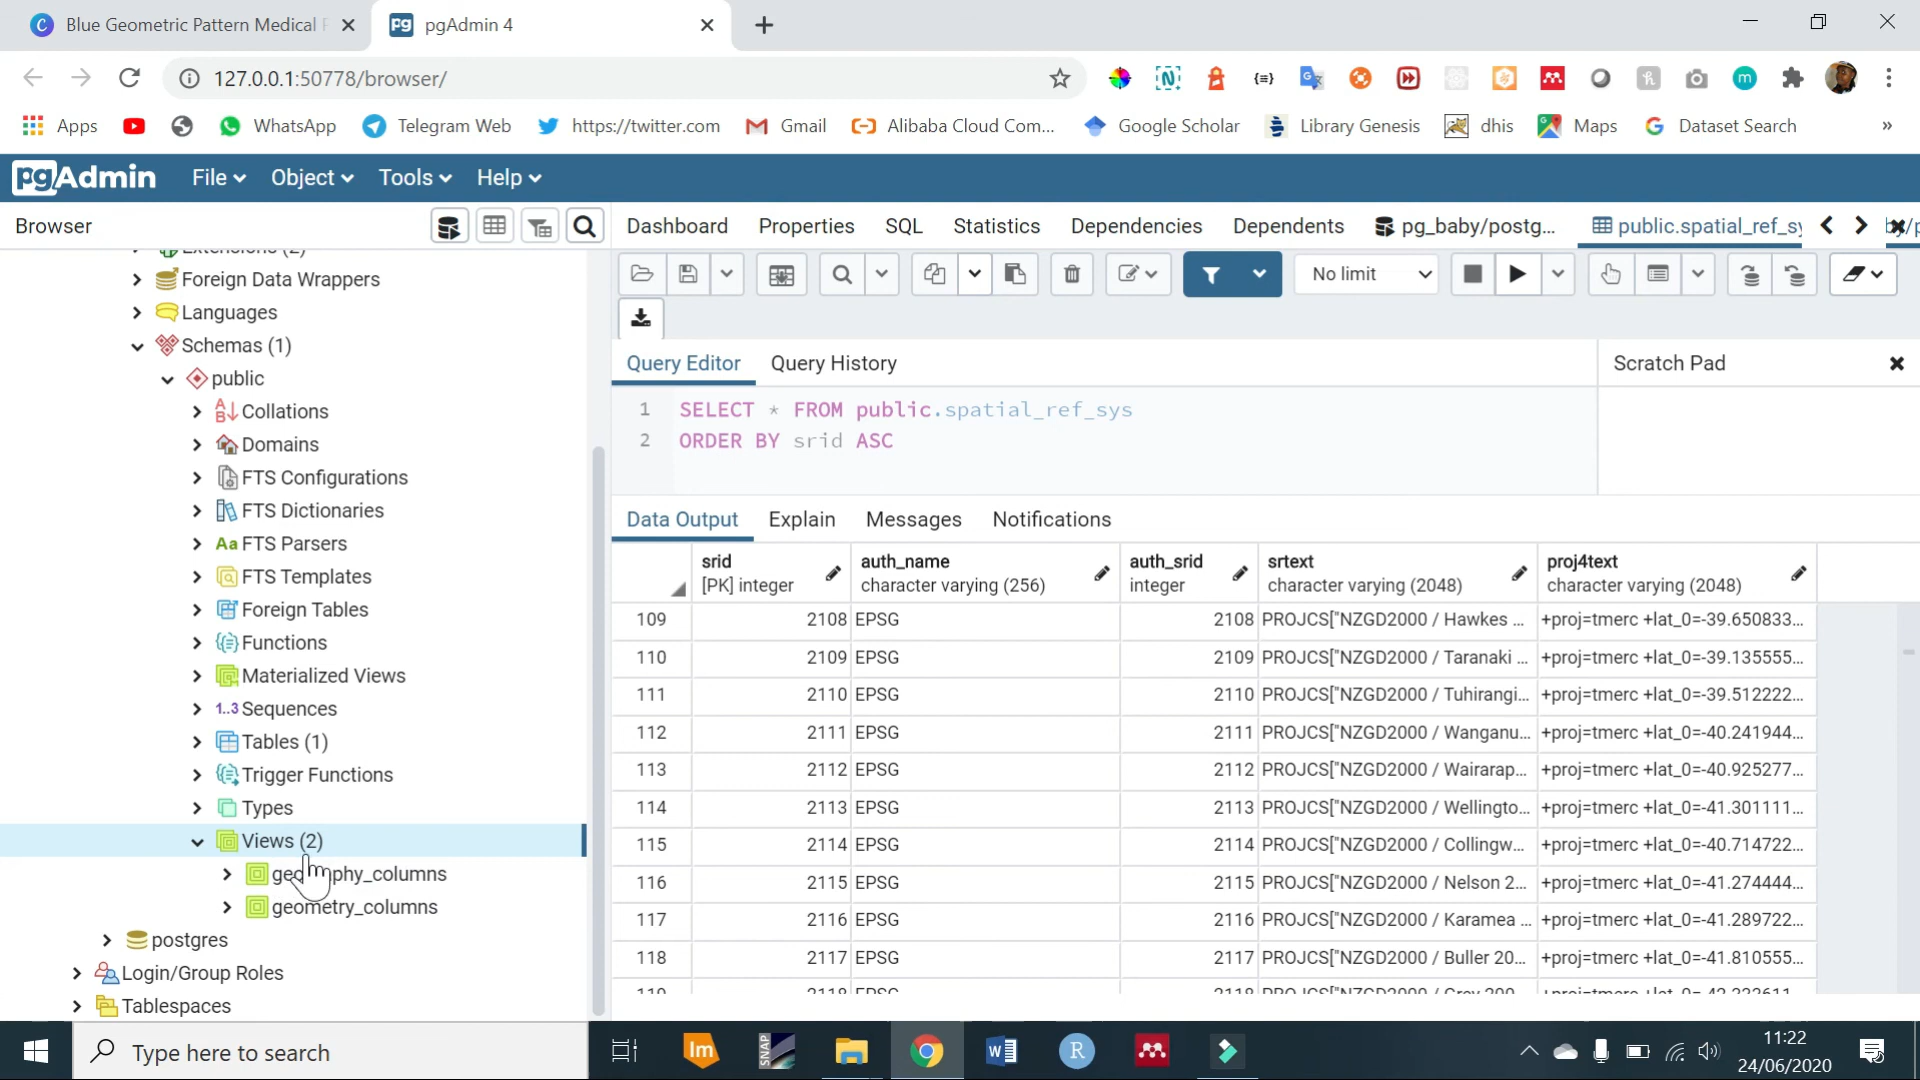 Blue Geometric Pattern Medical
pgAdmin 4
127.0.0.1:50778/browser/
Apps
WhatsApp
Telegram Web
https://twitter.com
Gmail
Alibaba Cloud Com...
Google Scholar
Library Genesis
dhis
Maps
Dataset Search
»
pgAdmin
File
Object
Tools
Help
Browser
Dashboard
Properties
SQL
Statistics
Dependencies
Dependents
pg_baby/postg...
public.spatial_ref_sy
No limit
Extensions (2)
Foreign Data Wrappers
Languages
Schemas (1)
public
Collations
Domains
FTS Configurations
FTS Dictionaries
FTS Parsers
FTS Templates
Foreign Tables
Functions
Materialized Views
1..3 Sequences
Tables (1)
Trigger Functions
Types
Views (2)
geometry_columns
postgres
Login/Group Roles
Tablespaces
Query Editor
Query History
Scratch Pad
1 SELECT * FROM public.spatial_ref_sys
2 ORDER BY srid ASC
Data Output
Explain
Messages
Notifications
srid [PK] integer
auth_name character varying (256)
auth_srid integer
srtext character varying (2048)
proj4text character varying (2048)
109 2108 EPSG 2108 PROJCS["NZGD2000 / Hawkes ... +proj=tmerc +lat_0=-39.650833...
110 2109 EPSG 2109 PROJCS["NZGD2000 / Taranaki ... +proj=tmerc +lat_0=-39.135555...
111 2110 EPSG 2110 PROJCS["NZGD2000 / Tuhirangi... +proj=tmerc +lat_0=-39.512222...
112 2111 EPSG 2111 PROJCS["NZGD2000 / Wanganu... +proj=tmerc +lat_0=-40.241944...
113 2112 EPSG 2112 PROJCS["NZGD2000 / Wairarap... +proj=tmerc +lat_0=-40.925277...
114 2113 EPSG 2113 PROJCS["NZGD2000 / Wellingto... +proj=tmerc +lat_0=-41.301111...
115 2114 EPSG 2114 PROJCS["NZGD2000 / Collingw... +proj=tmerc +lat_0=-40.714722...
116 2115 EPSG 2115 PROJCS["NZGD2000 / Nelson 2... +proj=tmerc +lat_0=-41.274444...
117 2116 EPSG 2116 PROJCS["NZGD2000 / Karamea ... +proj=tmerc +lat_0=-41.289722...
118 2117 EPSG 2117 PROJCS["NZGD2000 / Buller 20... +proj=tmerc +lat_0=-41.810555...
Type here to search
11:22
24/06/2020